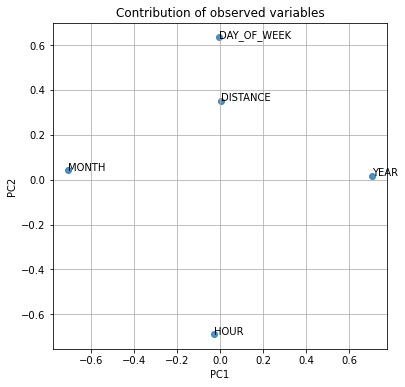 Contribution of observed variables
0.6
0.4
0.2
0.0
−0.2
−0.4
−0.6
PC2
DAY_OF_WEEK
DISTANCE
MONTH
YEAR
HOUR
−0.6 −0.4 −0.2 0.0 0.2 0.4 0.6
PC1